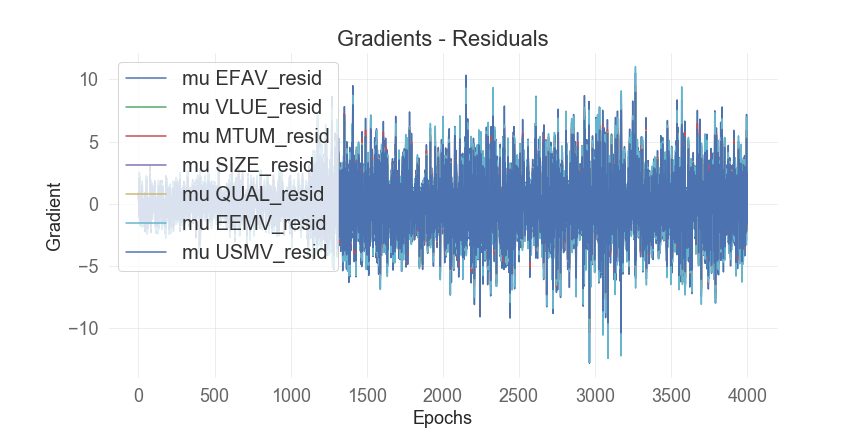 Gradients - Residuals
mu EFAV_resid
mu VLUE_resid
mu MTUM_resid
mu SIZE_resid
mu QUAL_resid
mu EEMV_resid
mu USMV_resid
Gradient
10
5
0
−5
−10
0 500 1000 1500 2000 2500 3000 3500 4000
Epochs